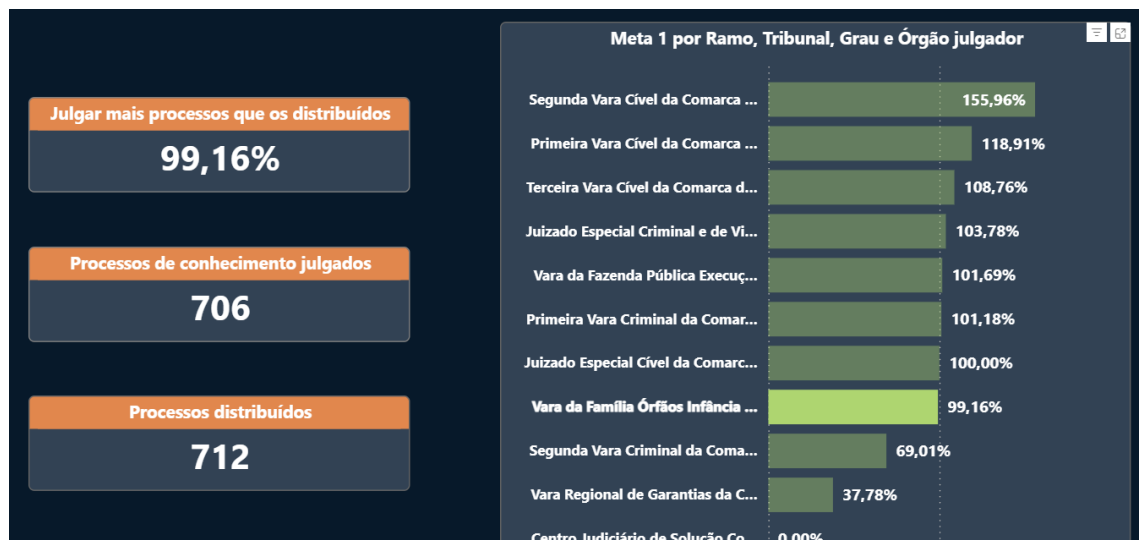 Julgar mais processos que os distribuídos
99,16%
Processos de conhecimento julgados
706
Processos distribuídos
712
Meta 1 por Ramo, Tribunal, Grau e Órgão julgador
Segunda Vara Cível da Comarca ... 155,96%
Primeira Vara Cível da Comarca ... 118,91%
Terceira Vara Cível da Comarca d... 108,76%
Juizado Especial Criminal e de Vi... 103,78%
Vara da Fazenda Pública Execuç... 101,69%
Primeira Vara Criminal da Comar... 101,18%
Juizado Especial Cível da Comarc... 100,00%
Vara da Família Órfãos Infância ... 99,16%
Segunda Vara Criminal da Coma... 69,01%
Vara Regional de Garantias da C... 37,78%
Centro Judiciário de Solução Co... 0,00%